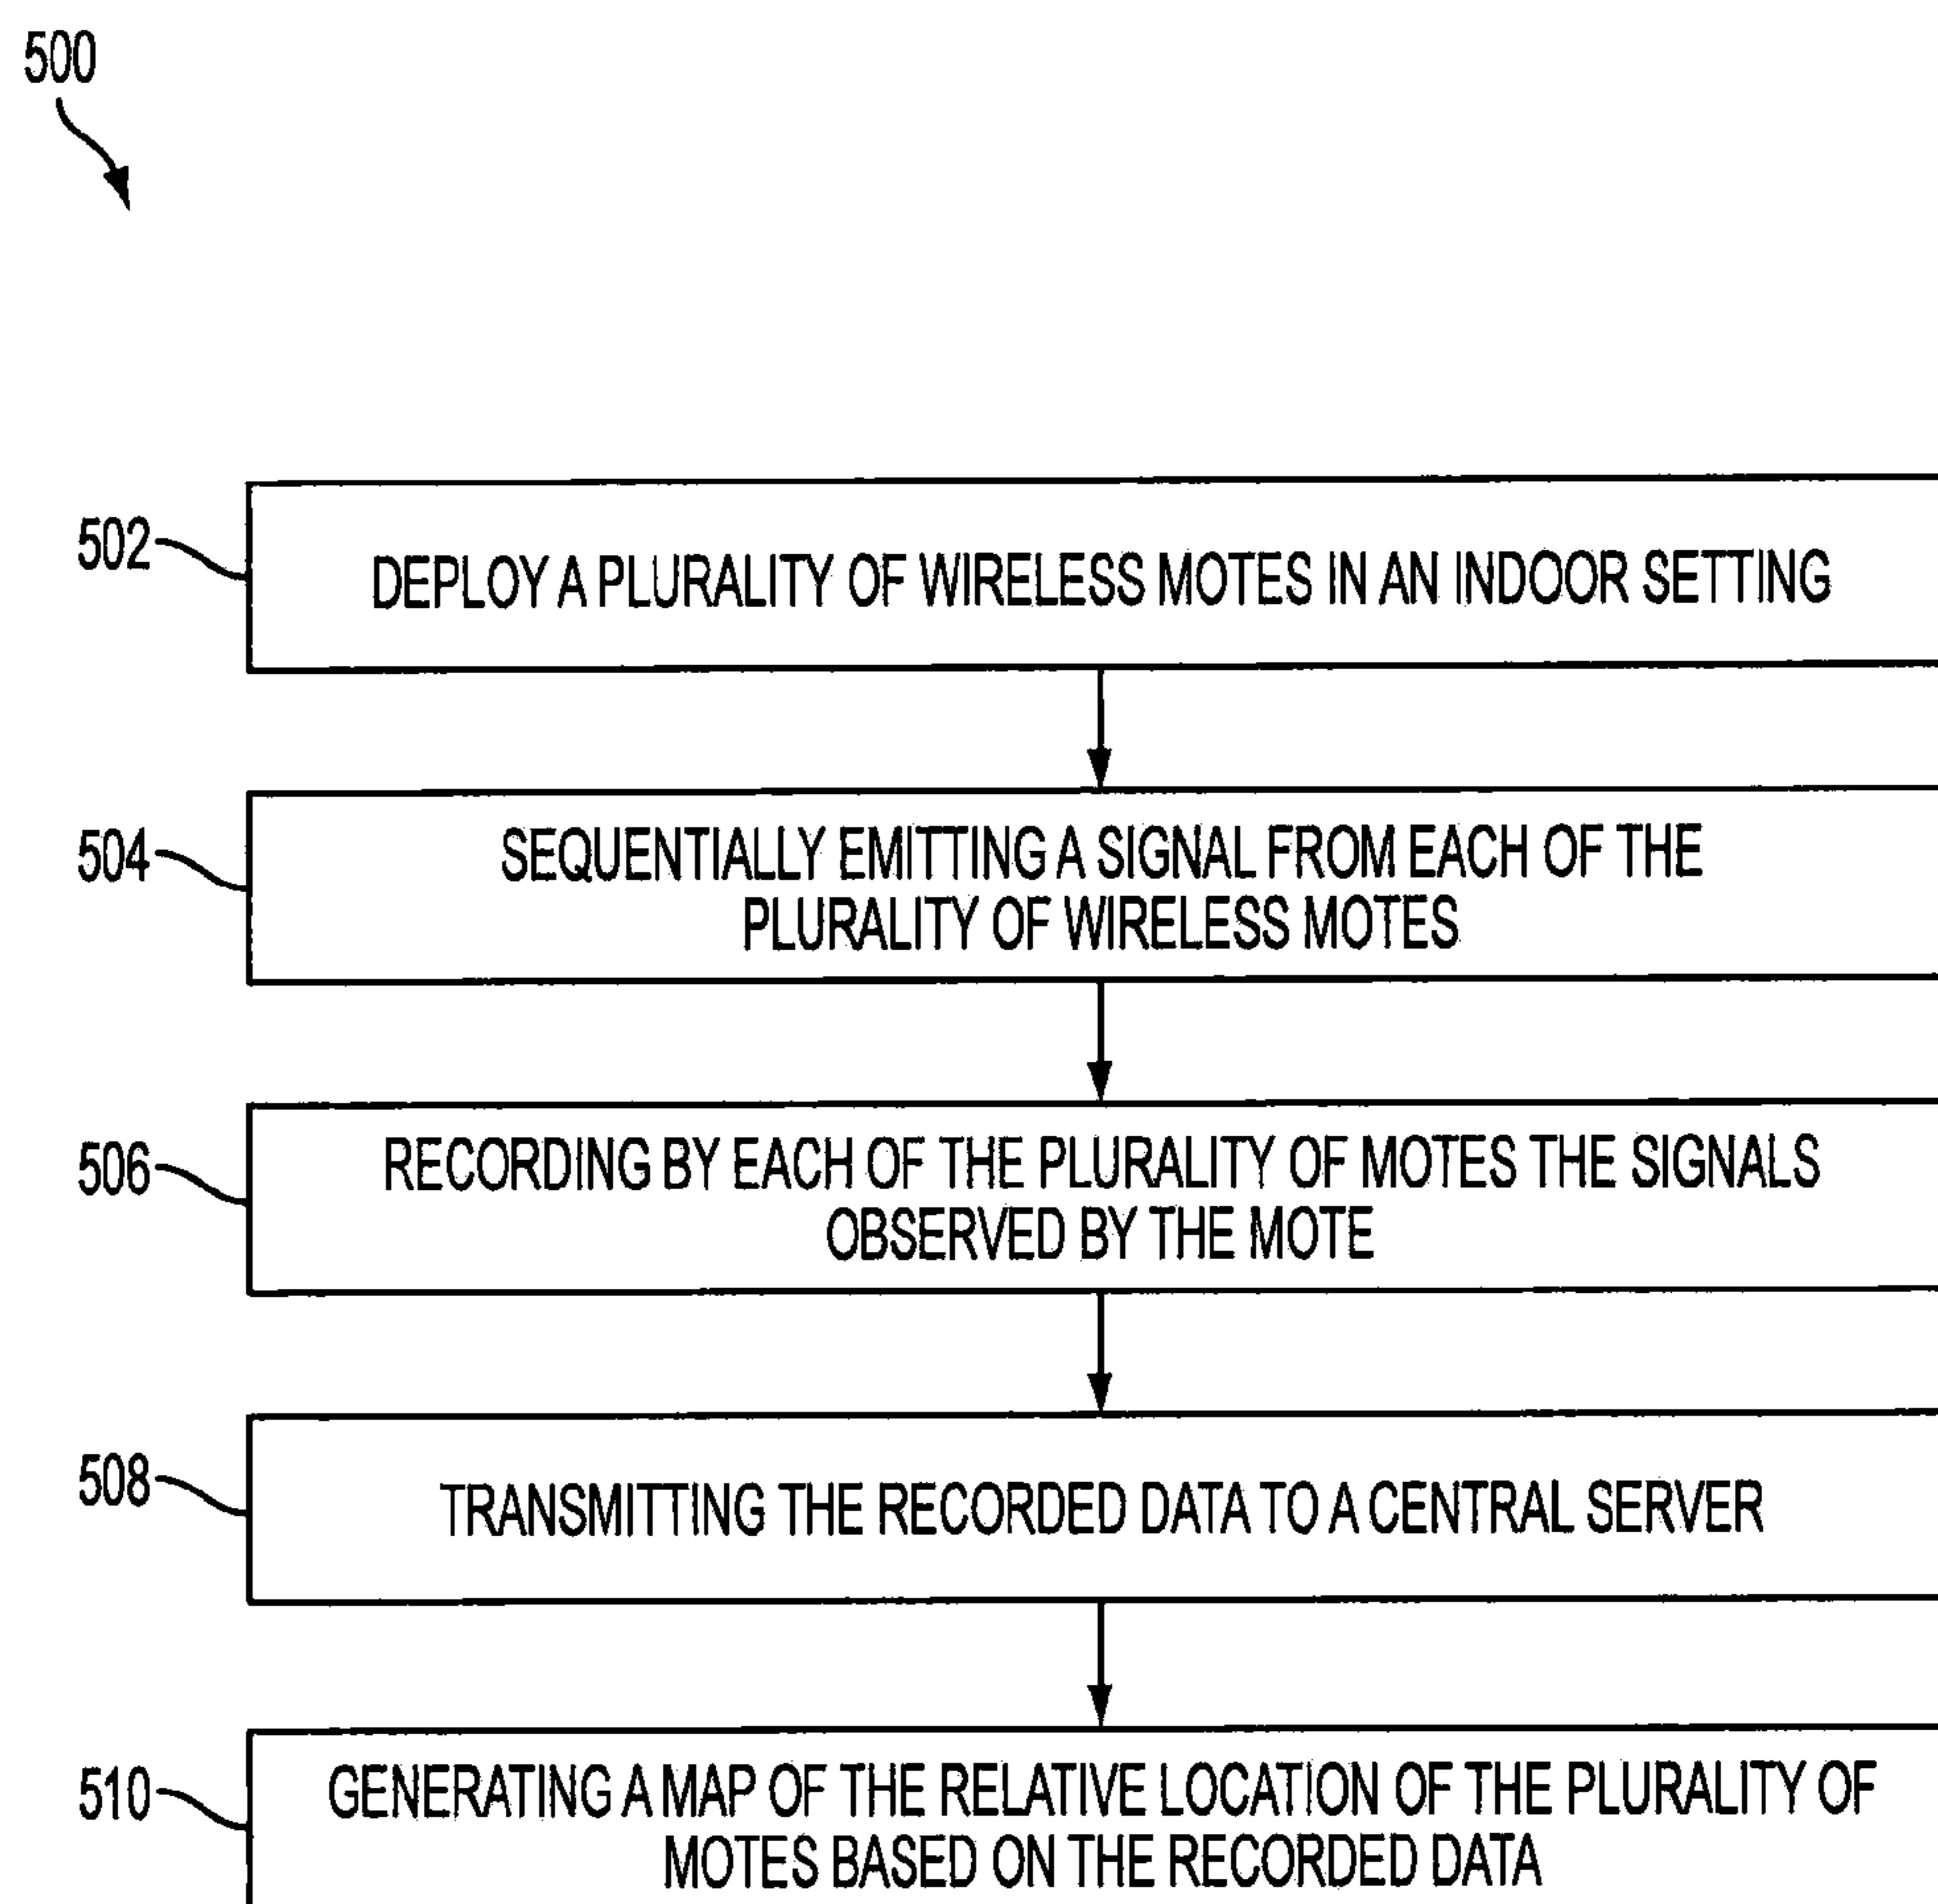 500
502
DEPLOY A PLURALITY OF WIRELESS MOTES IN AN INDOOR SETTING
504
SEQUENTIALLY EMITTING A SIGNAL FROM EACH OF THE
PLURALITY OF WIRELESS MOTES
506
RECORDING BY EACH OF THE PLURALITY OF MOTES THE SIGNALS
OBSERVED BY THE MOTE
508
TRANSMITTING THE RECORDED DATA TO A CENTRAL SERVER
510
GENERATING A MAP OF THE RELATIVE LOCATION OF THE PLURALITY OF
MOTES BASED ON THE RECORDED DATA